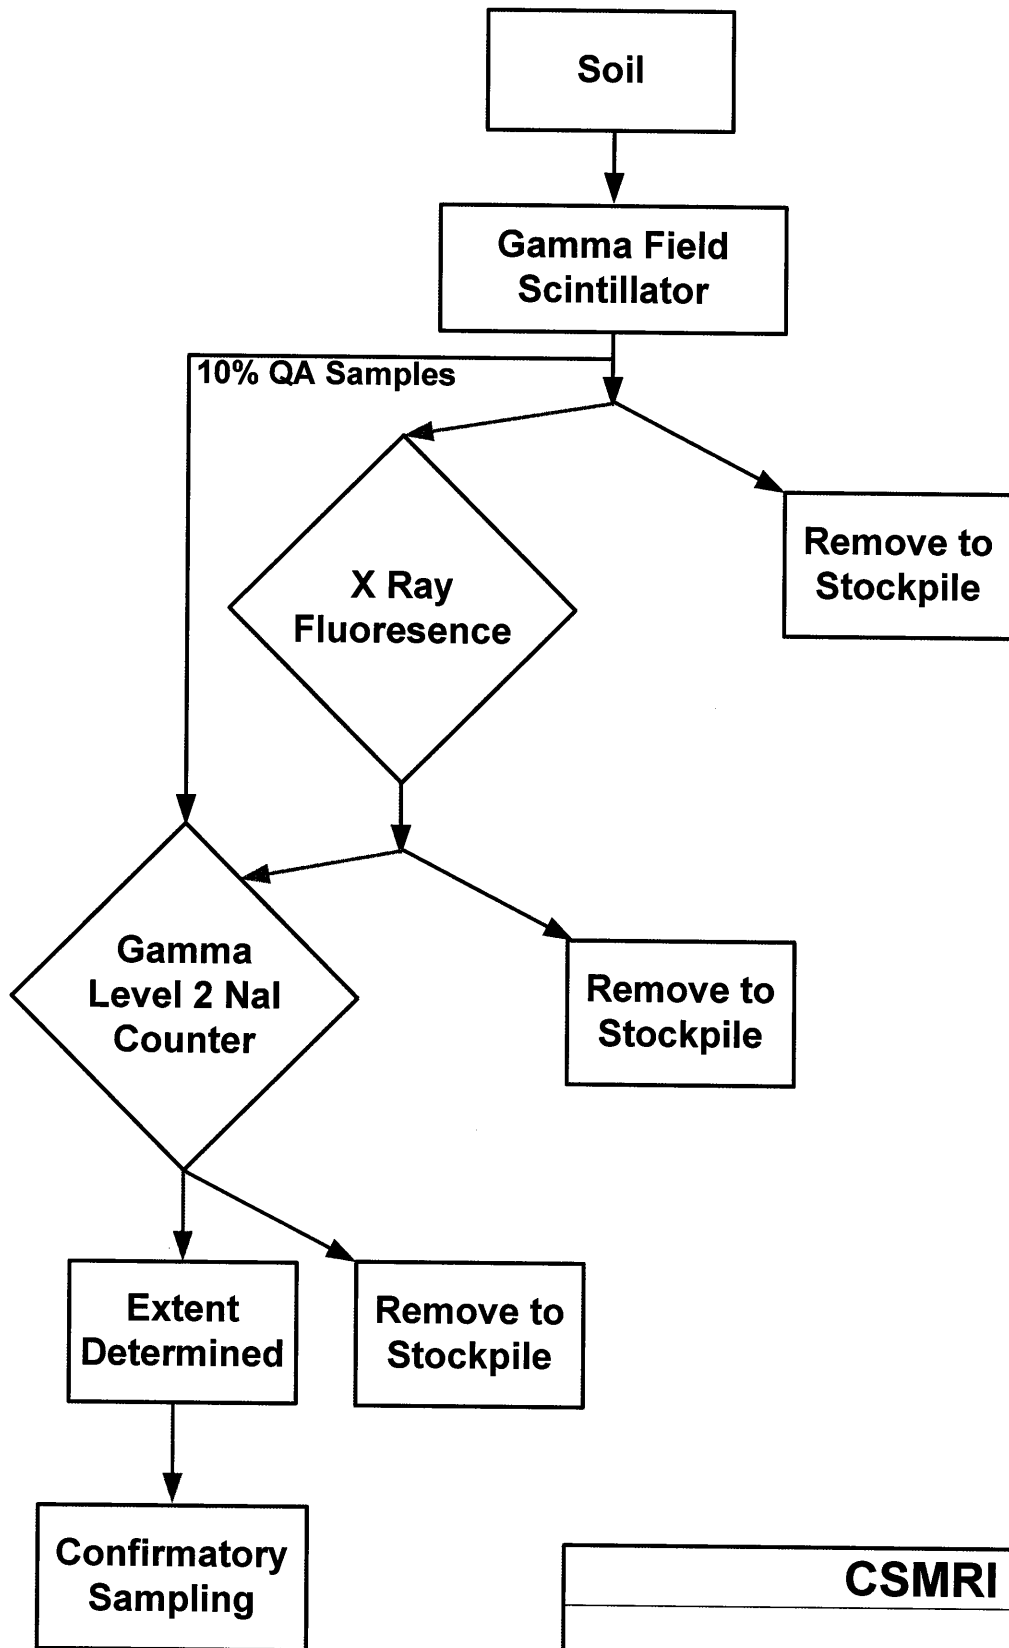 Soil
Gamma Field
Scintillator
10% QA Samples
X Ray
Fluoresence
Remove to
Stockpile
Gamma
Level 2 NaI
Counter
Remove to
Stockpile
Extent
Determined
Remove to
Stockpile
Confirmatory
Sampling
CSMRI